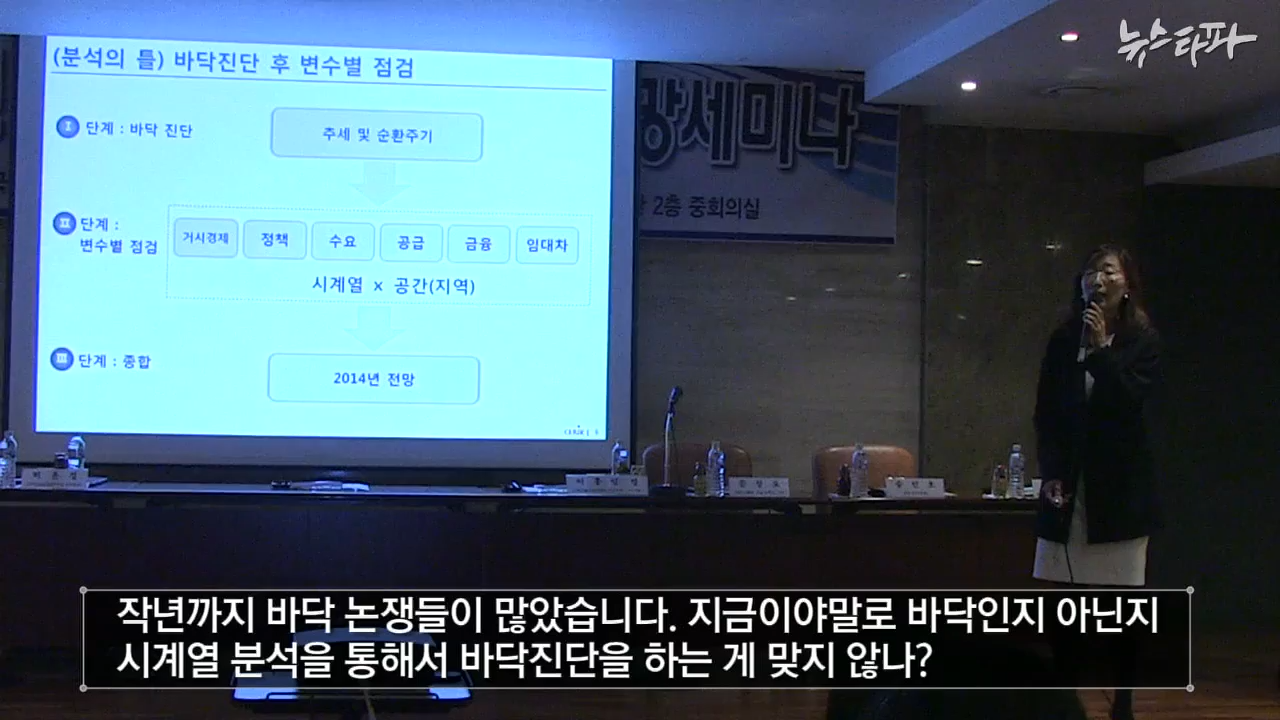 뉴스타파
(분석의 틀) 바닥진단 후 변수별 점검
I 단계 : 바닥 진단
추세 및 순환주기
II 단계 :
변수별 점검
거시경제 정책 수요 공급 금융 임대차
시계열 x 공간(지역)
III 단계 : 종합
2014년 전망
망세미나
2층 중회의실
작년까지 바닥 논쟁들이 많았습니다. 지금이야말로 바닥인지 아닌지
시계열 분석을 통해서 바닥진단을 하는 게 맞지 않나?